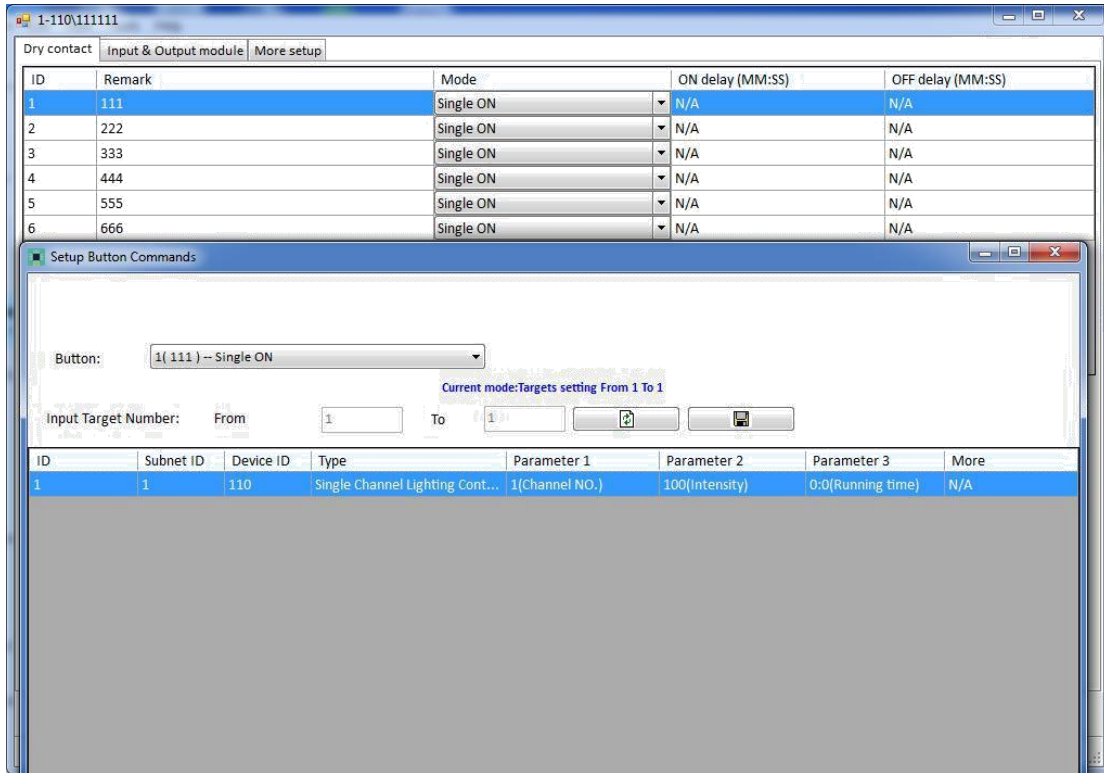 1-110\111111
Dry contact Input & Output module More setup
ID Remark Mode ON delay (MM:SS) OFF delay (MM:SS)
1 111 Single ON N/A N/A
2 222 Single ON N/A N/A
3 333 Single ON N/A N/A
4 444 Single ON N/A N/A
5 555 Single ON N/A N/A
6 666 Single ON N/A N/A
Setup Button Commands
Button: 1( 111 ) -- Single ON
Current mode:Targets setting From 1 To 1
Input Target Number: From 1 To 1
ID Subnet ID Device ID Type Parameter 1 Parameter 2 Parameter 3 More
1 1 110 Single Channel Lighting Cont... 1(Channel NO.) 100(Intensity) 0:0(Running time) N/A